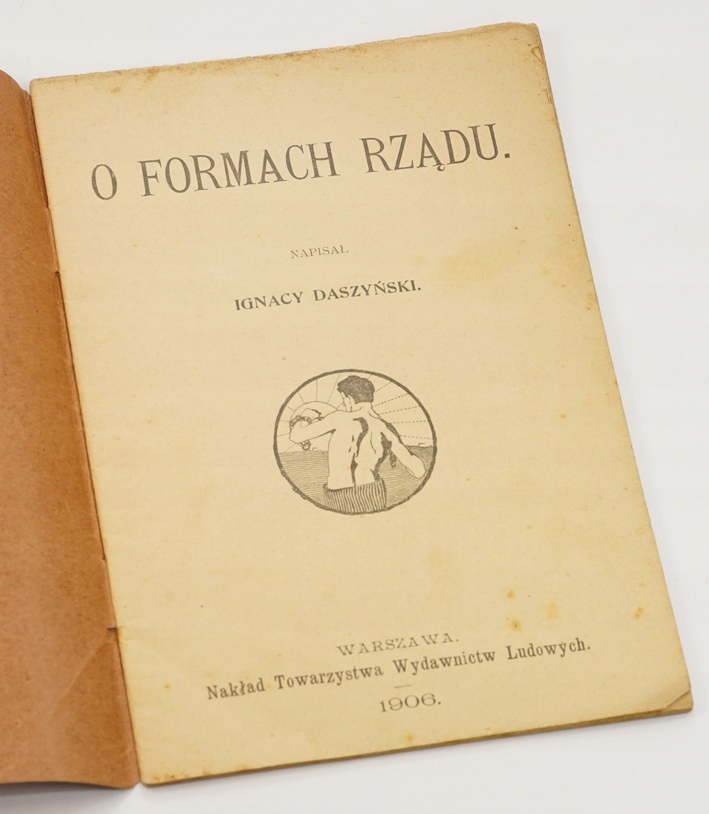 O FORMACH RZĄDU.
NAPISAŁ
IGNACY DASZYŃSKI.
WARSZAWA.
Nakład Towarzystwa Wydawnictw Ludowych.
1906.